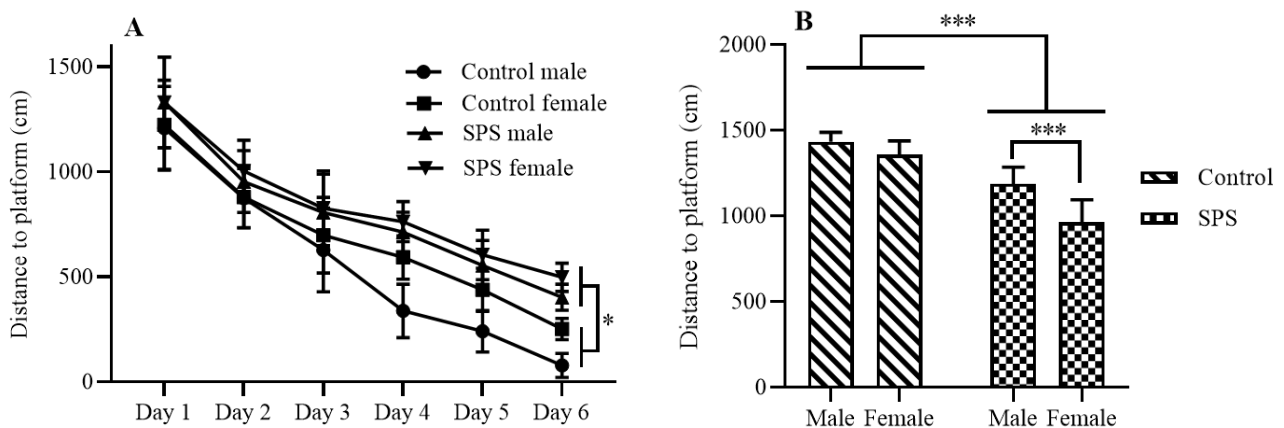 A
Distance to platform (cm)
1500
1000
500
0
Day 1 Day 2 Day 3 Day 4 Day 5 Day 6
Control male
Control female
SPS male
SPS female
*
B
Distance to platform (cm)
2000
1500
1000
500
0
***
***
Male Female Male Female
Control
SPS